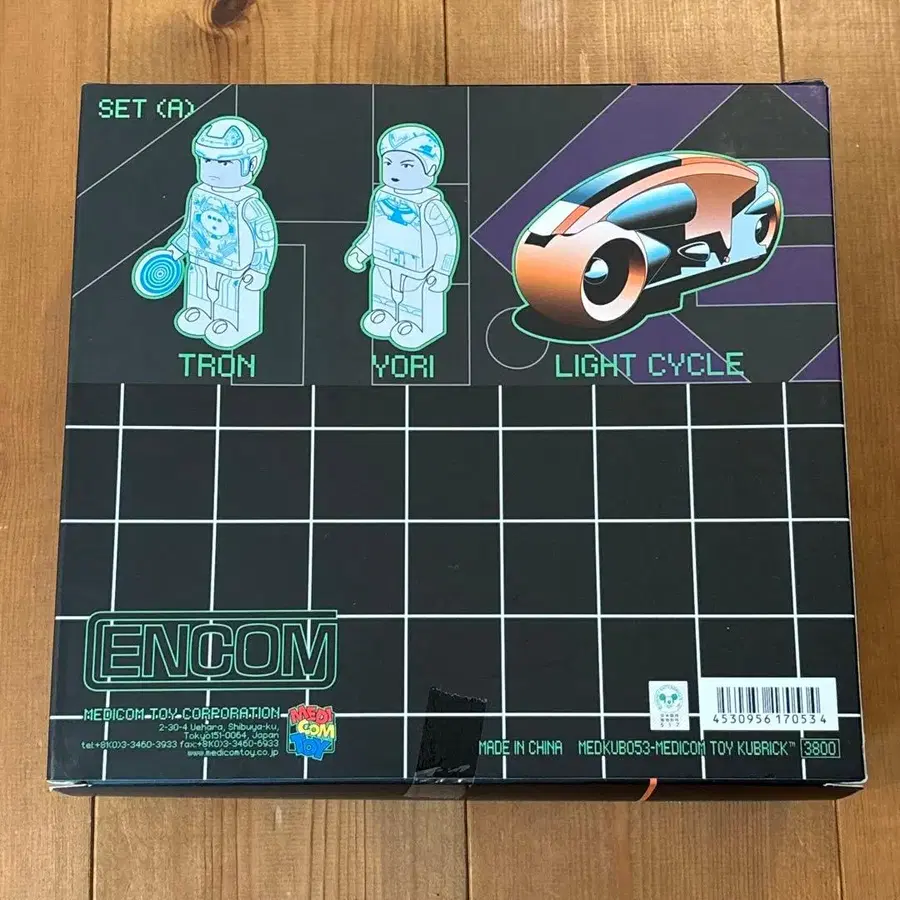 SET (A)
TRON
YORI
LIGHT CYCLE
ENCOM
MEDICOM TOY CORPORATION
2-30-4 Uehara, Shibuya-ku,
Tokyo151-0064, Japan
tel:+81(0)3-3460-3933 fax:+81(0)3-3460-6933
www.medicomtoy.co.jp
MEDI
COM
TOY
4530956170534
MADE IN CHINA MEDKUB053-MEDICOM TOY KUBRICK™ 3800